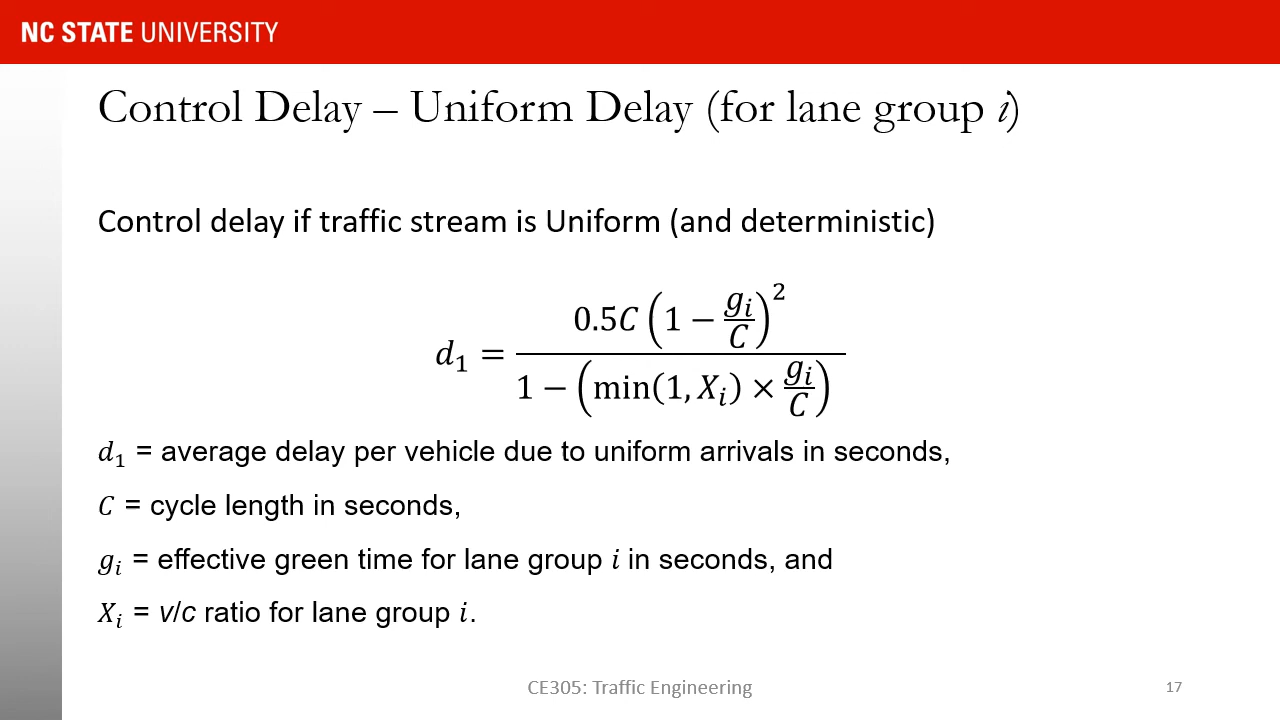 NC STATE UNIVERSITY
Control Delay – Uniform Delay (for lane group i)
Control delay if traffic stream is Uniform (and deterministic)
d₁ = 0.5C (1 − gᵢ/C)² / 1 − (min(1, Xᵢ) × gᵢ/C)
d₁ = average delay per vehicle due to uniform arrivals in seconds,
C = cycle length in seconds,
gᵢ = effective green time for lane group i in seconds, and
Xᵢ = v/c ratio for lane group i.
CE305: Traffic Engineering
17